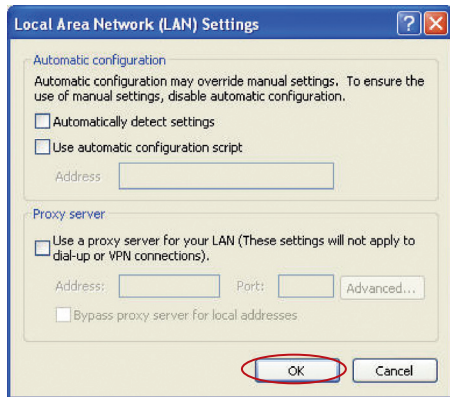 Local Area Network (LAN) Settings
Automatic configuration
Automatic configuration may override manual settings. To ensure the
use of manual settings, disable automatic configuration.
Automatically detect settings
Use automatic configuration script
Address
Proxy server
Use a proxy server for your LAN (These settings will not apply to
dial-up or VPN connections).
Address: Port: Advanced...
Bypass proxy server for local addresses
OK Cancel